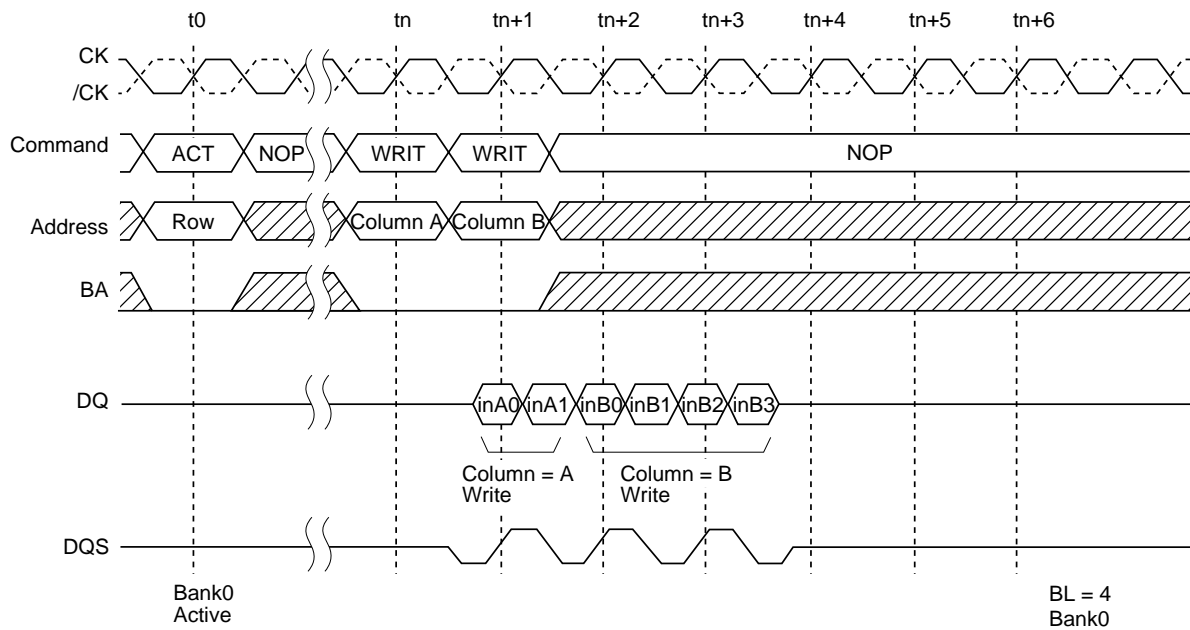 t0 tn tn+1 tn+2 tn+3 tn+4 tn+5 tn+6
CK
/CK
Command ACT NOP WRIT WRIT NOP
Address Row Column A Column B
BA
DQ inA0 inA1 inB0 inB1 inB2 inB3
Column = A Column = B
Write Write
DQS
Bank0 BL = 4
Active Bank0